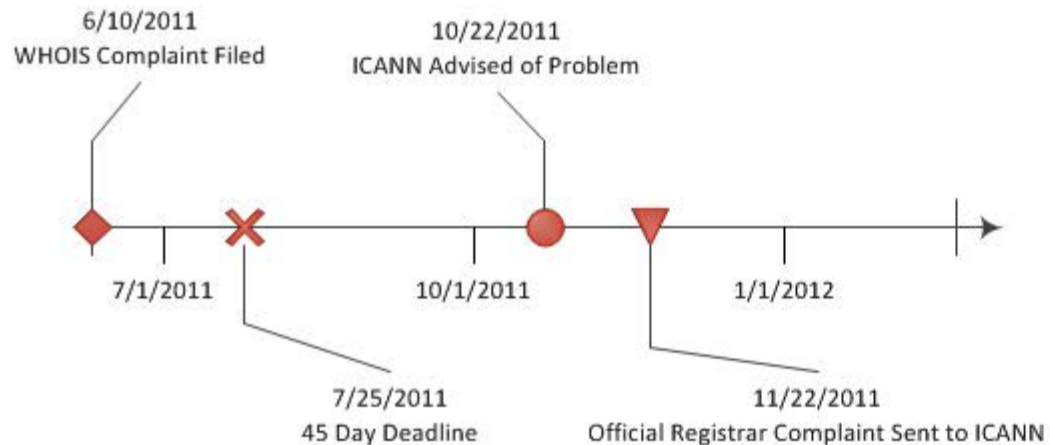 6/10/2011
WHOIS Complaint Filed
10/22/2011
ICANN Advised of Problem
7/1/2011
10/1/2011
1/1/2012
7/25/2011
45 Day Deadline
11/22/2011
Official Registrar Complaint Sent to ICANN